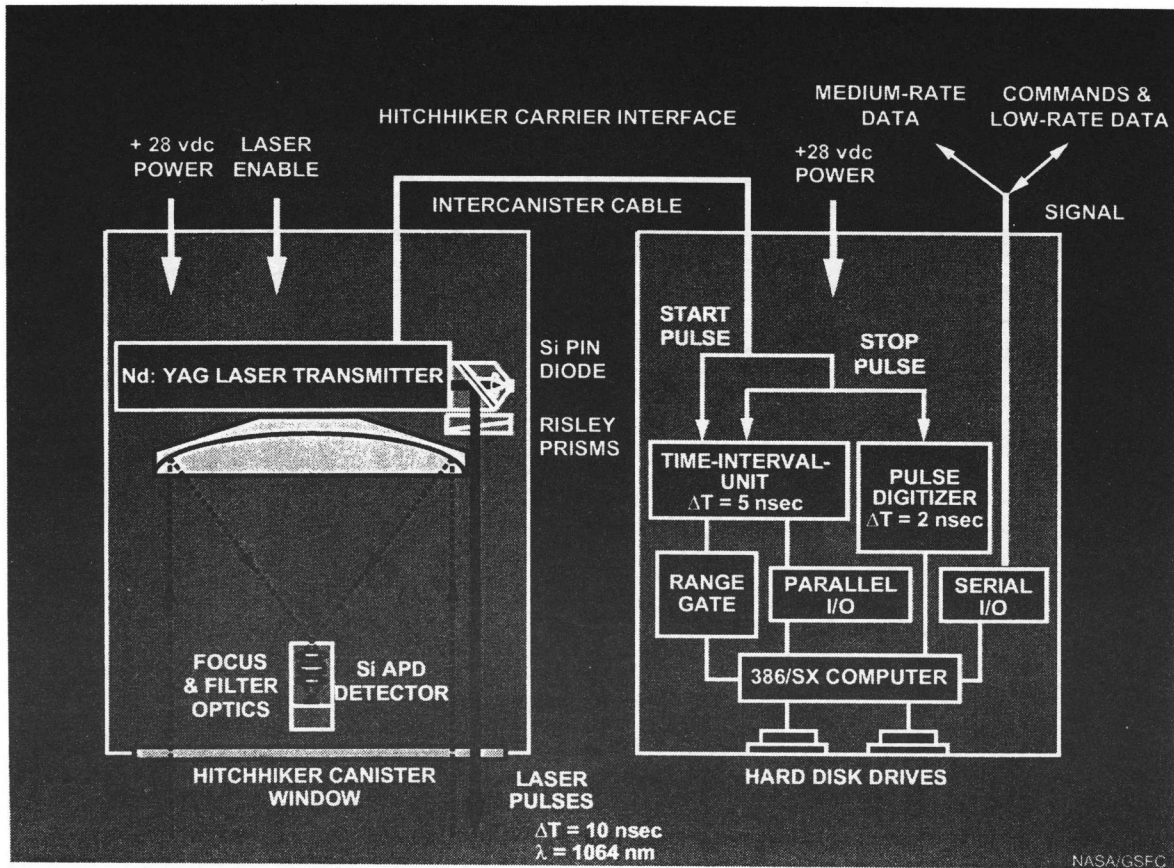 HITCHHIKER CARRIER INTERFACE
MEDIUM-RATE
DATA
COMMANDS &
LOW-RATE DATA
+ 28 vdc
POWER
LASER
ENABLE
+28 vdc
POWER
INTERCANISTER CABLE
SIGNAL
START
PULSE
STOP
PULSE
Nd: YAG LASER TRANSMITTER
Si PIN
DIODE
RISLEY
PRISMS
TIME-INTERVAL-
UNIT
ΔT = 5 nsec
PULSE
DIGITIZER
ΔT = 2 nsec
RANGE
GATE
PARALLEL
I/O
SERIAL
I/O
FOCUS
& FILTER
OPTICS
Si APD
DETECTOR
386/SX COMPUTER
HITCHHIKER CANISTER
WINDOW
LASER
PULSES
ΔT = 10 nsec
λ = 1064 nm
HARD DISK DRIVES
NASA/GSFC